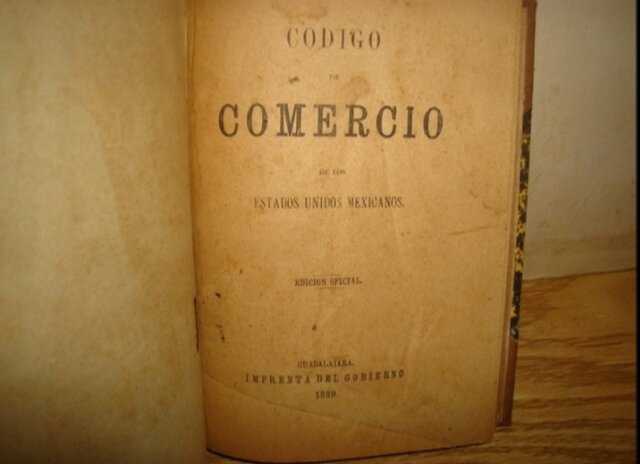 CODIGO
DE
COMERCIO
DE LOS
ESTADOS UNIDOS MEXICANOS.
EDICION OFICIAL.
GUADALAJARA.
IMPRENTA DEL GOBIERNO
1889